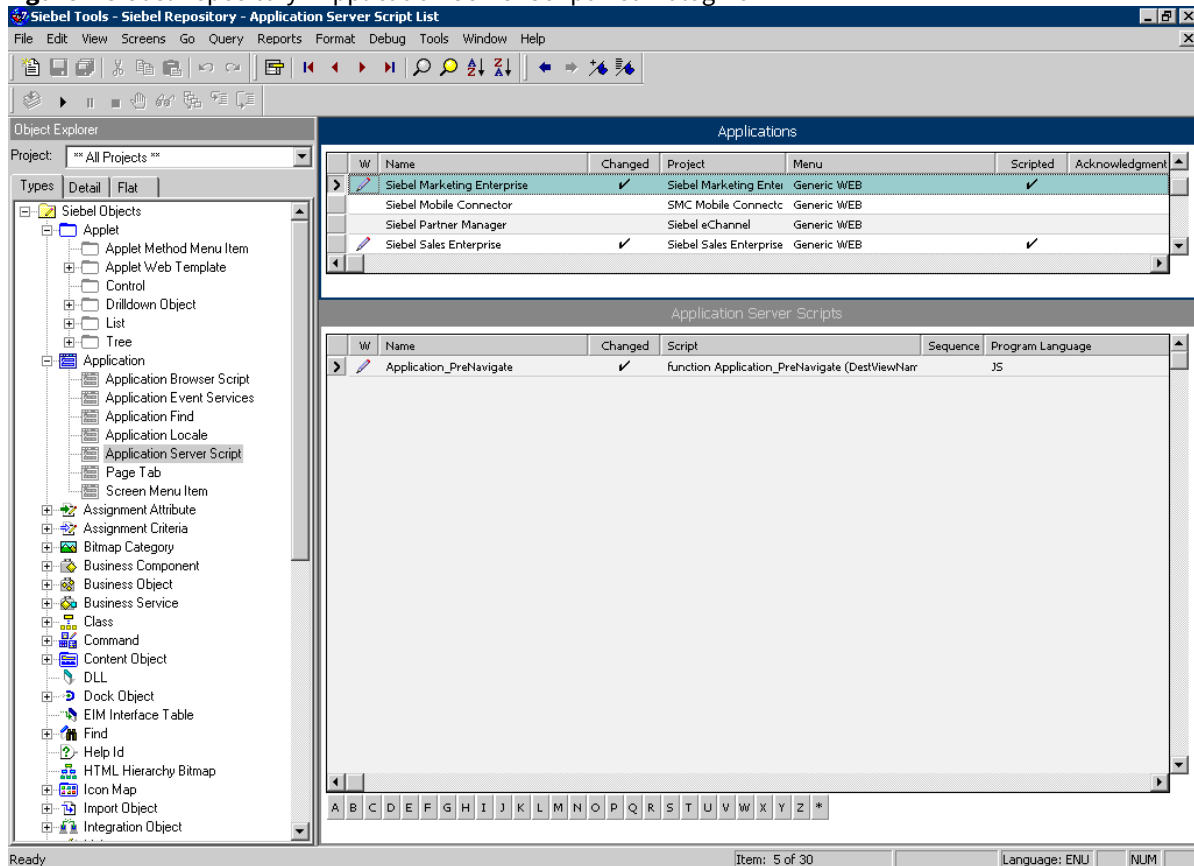 Siebel Tools - Siebel Repository - Application Server Script List
File Edit View Screens Go Query Reports Format Debug Tools Window Help
Object Explorer
Project: ** All Projects **
Types Detail Flat
Siebel Objects
Applet
Applet Method Menu Item
Applet Web Template
Control
Drilldown Object
List
Tree
Application
Application Browser Script
Application Event Services
Application Find
Application Locale
Application Server Script
Page Tab
Screen Menu Item
Assignment Attribute
Assignment Criteria
Bitmap Category
Business Component
Business Object
Business Service
Class
Command
Content Object
DLL
Dock Object
EIM Interface Table
Find
Help Id
HTML Hierarchy Bitmap
Icon Map
Import Object
Integration Object
Applications
W Name Changed Project Menu Scripted Acknowledgment
Siebel Marketing Enterprise Siebel Marketing Enter Generic WEB
Siebel Mobile Connector SMC Mobile Connectc Generic WEB
Siebel Partner Manager Siebel eChannel Generic WEB
Siebel Sales Enterprise Siebel Sales Enterprise Generic WEB
Application Server Scripts
W Name Changed Script Sequence Program Language
Application_PreNavigate function Application_PreNavigate (DestViewNam JS
A B C D E F G H I J K L M N O P Q R S T U V W X Y Z *
Ready Item: 5 of 30 Language: ENU NUM